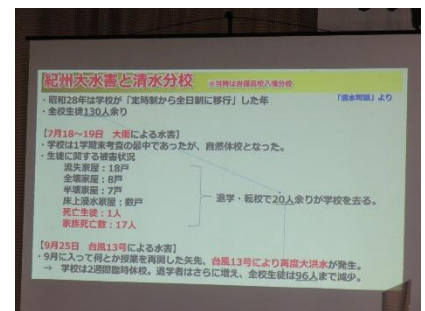 紀州大水害と清水分校 ※当時は吉備高校八幡分校
・昭和28年は学校が「定時制から全日制に移行」した年 「清水町誌」より
・全校生徒130人余り
【7月18~19日 大雨による水害】
・学校は1学期末考査の最中であったが、自然休校となった。
・生徒に関する被害状況
流失家屋:18戸
全壊家屋:8戸
半壊家屋:7戸
床上浸水家屋:数戸
死亡生徒:1人
家族死亡数:17人
退学・転校で20人余りが学校を去る。
【9月25日 台風13号による水害】
・9月に入って何とか授業を再開した矢先、台風13号により再度大洪水が発生。
→ 学校は2週間臨時休校。退学者はさらに増え、全校生徒は96人まで減少。